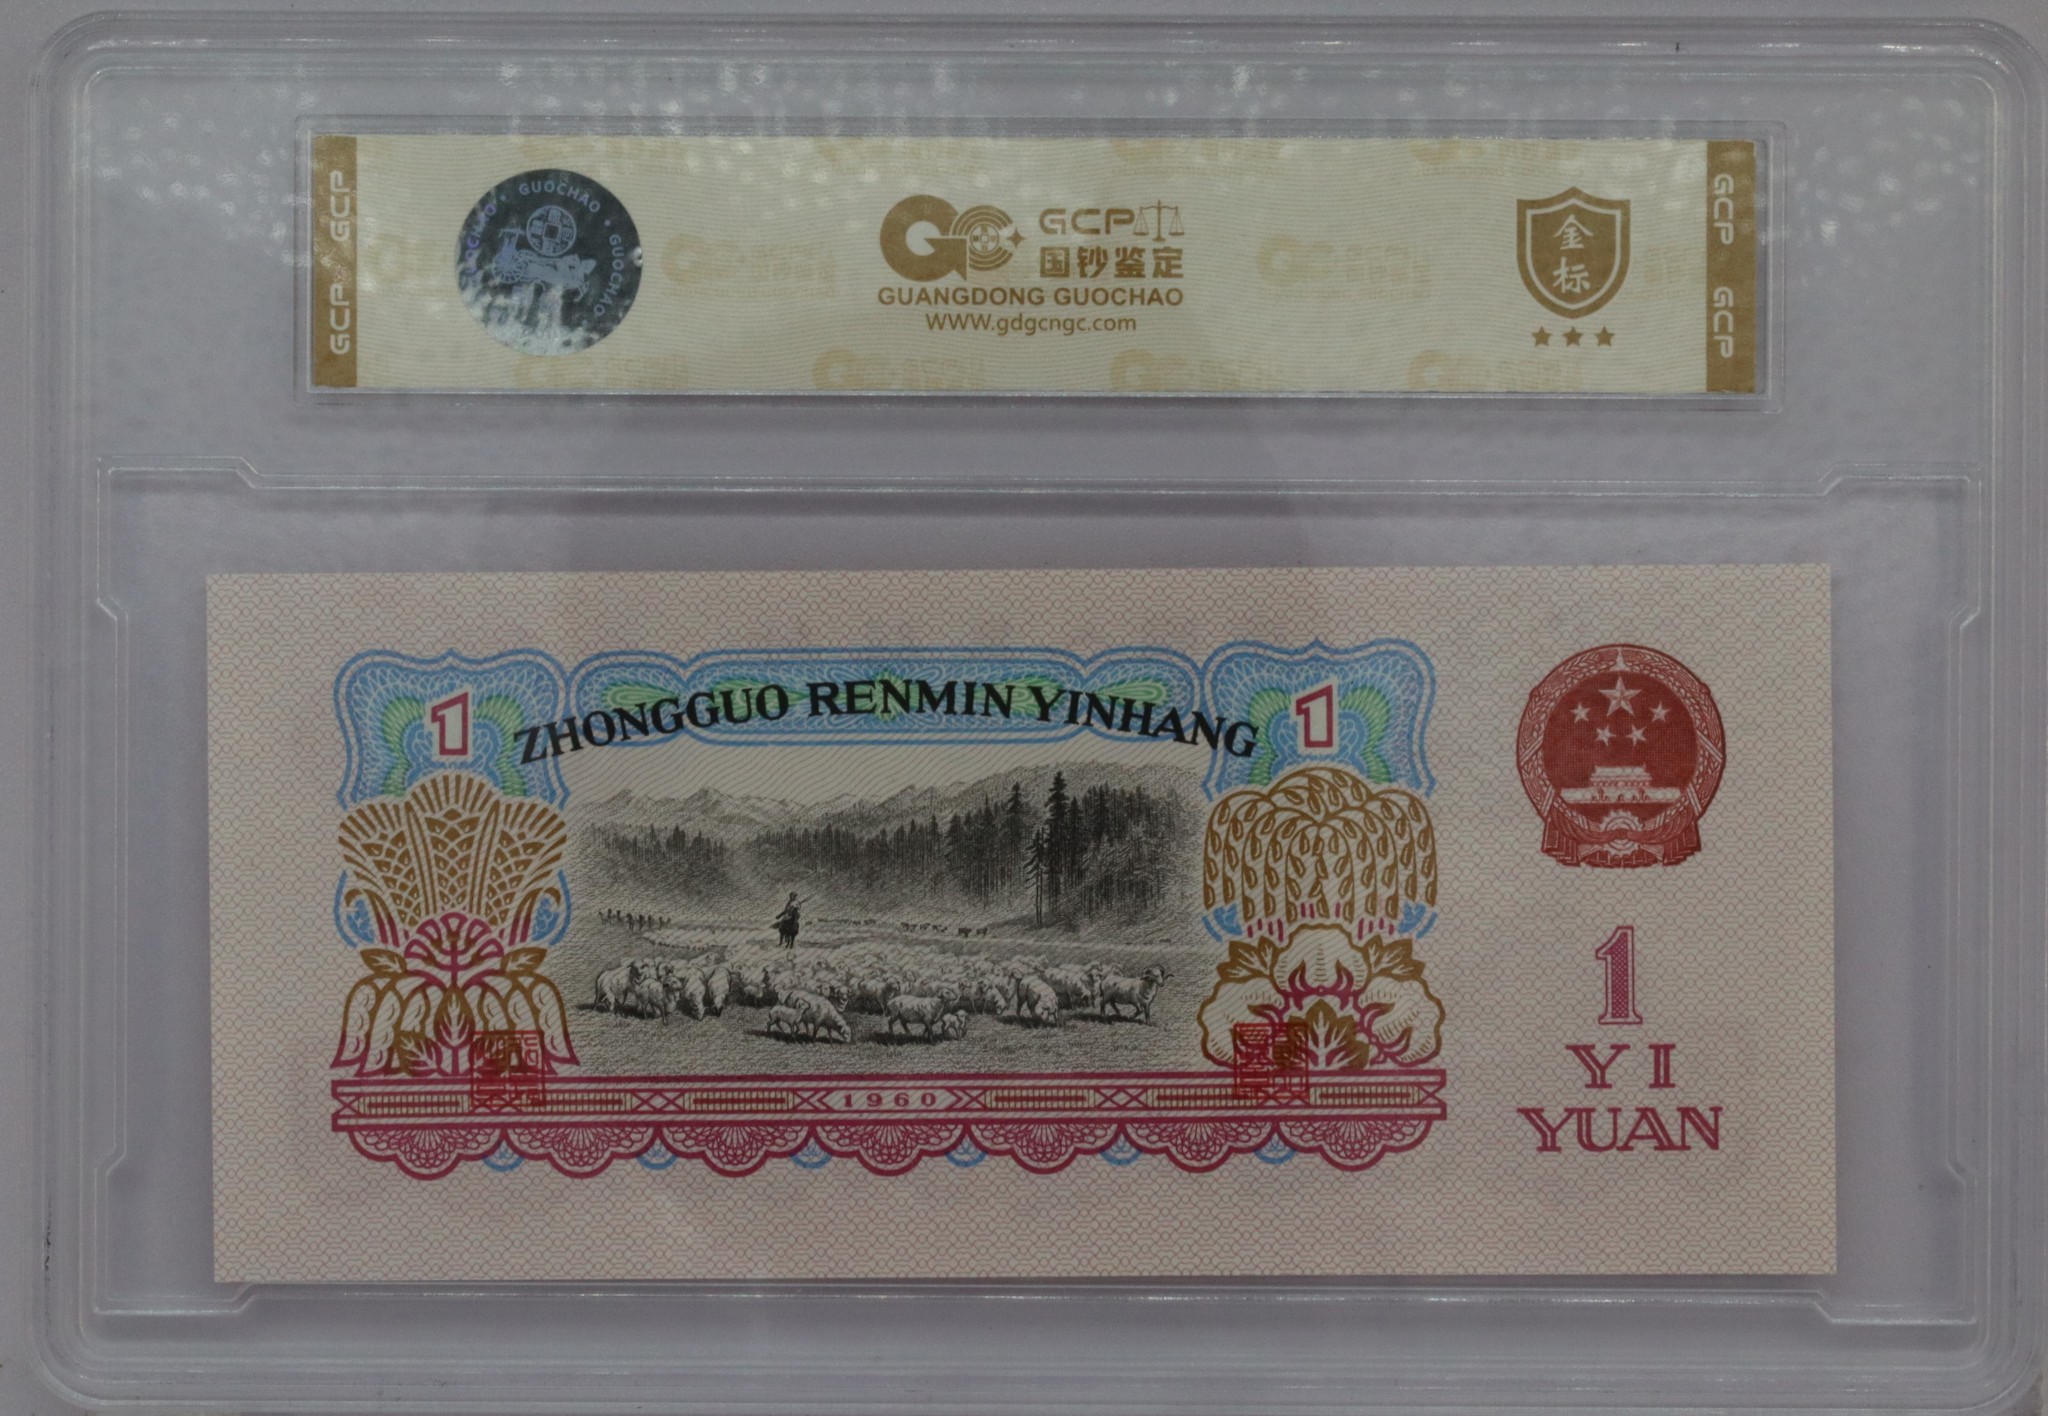 GCP GCP
GUOCHAO · GUOCHAO · GUOCHAO
GCP
国钞鉴定
GUANGDONG GUOCHAO
WWW.gdgcngc.com
金
标
GCP GCP
1
ZHONGGUO RENMIN YINHANG
1
1960
1
YI
YUAN